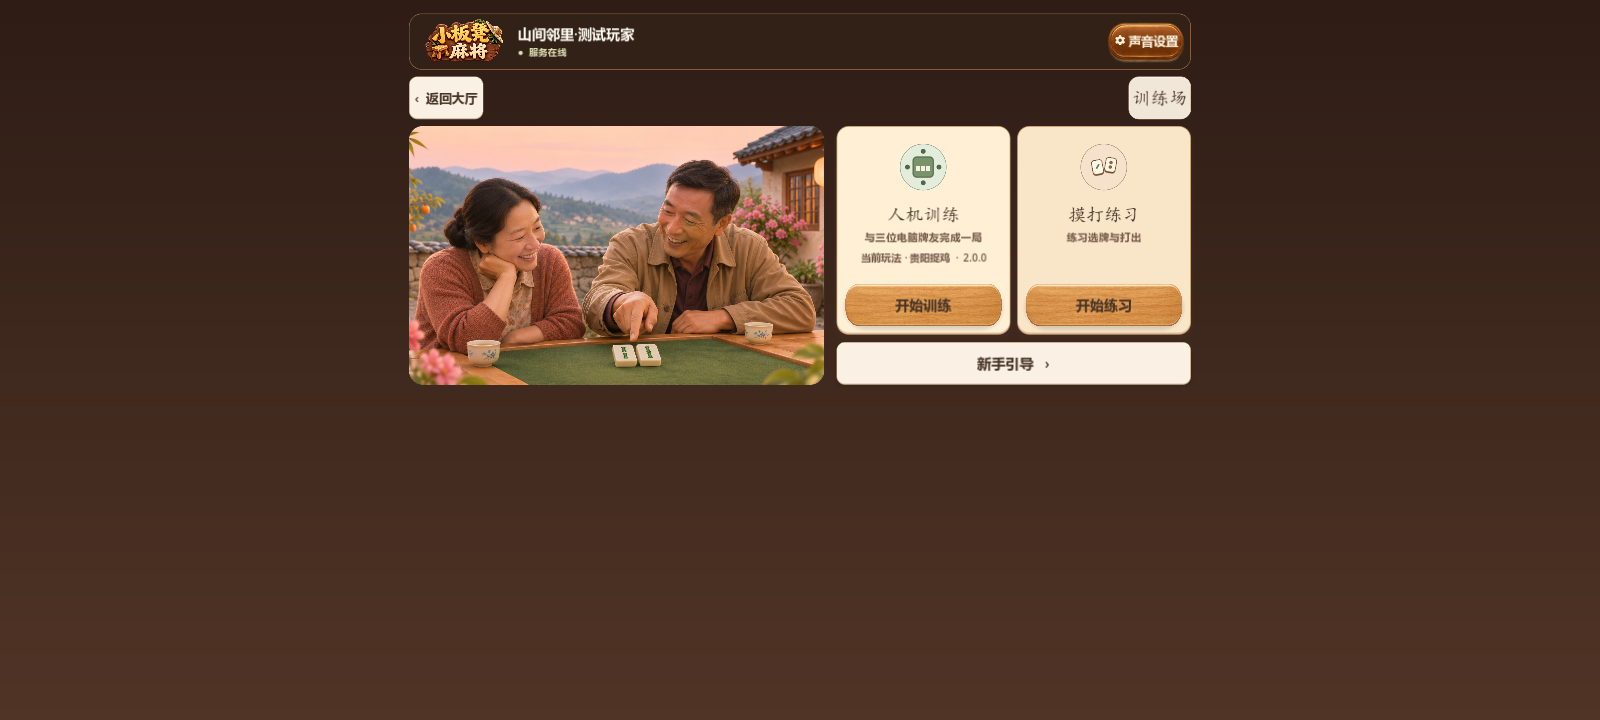 小板凳
麻将
山间邻里·测试玩家
服务在线
声音设置
‹ 返回大厅
训练场
人机训练
与三位电脑牌友完成一局
当前玩法 · 贵阳捉鸡 · 2.0.0
开始训练
摸打练习
练习选牌与打出
开始练习
新手引导 ›